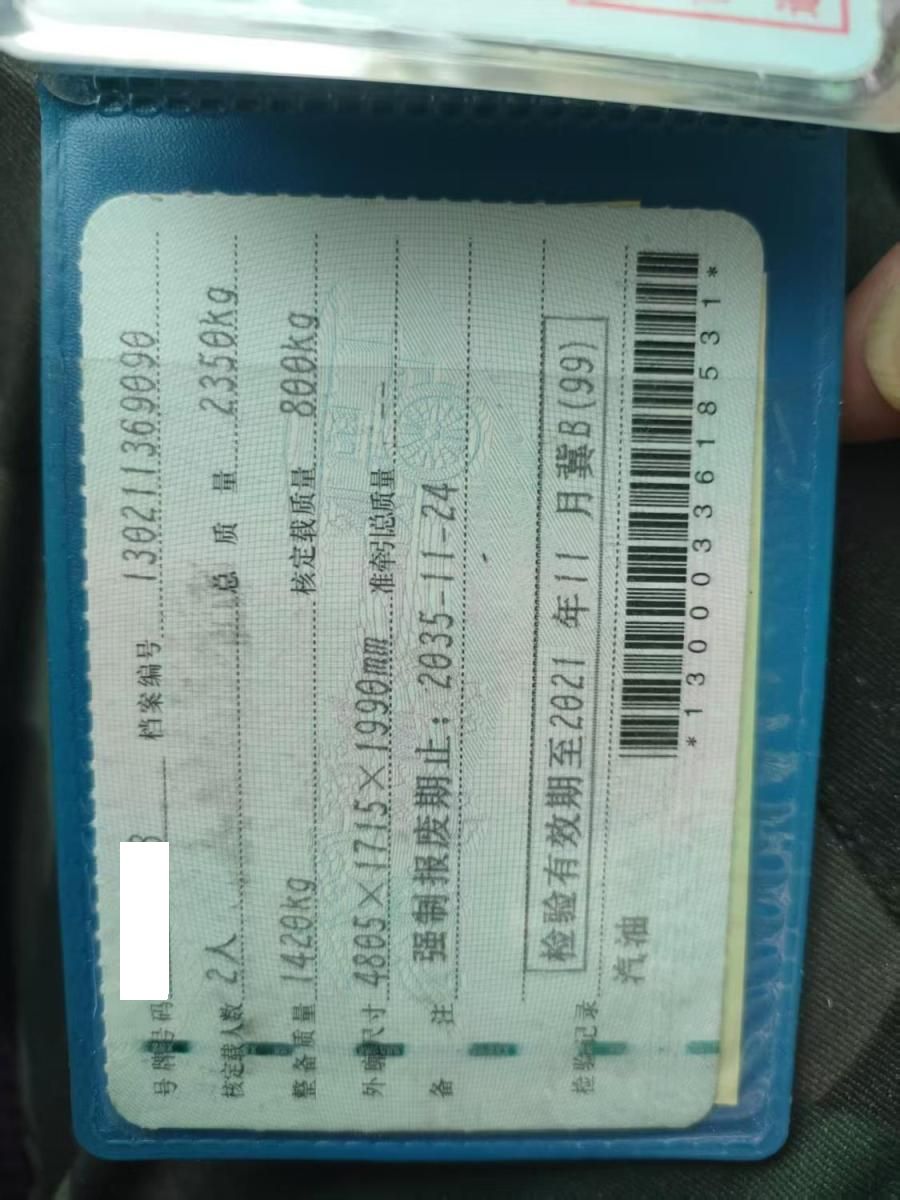 号牌号码 档案编号 130211369090
核定载人数 2人 总质量 2350kg
整备质量 1420kg 核定载质量 800kg
外廓尺寸 4805×1715×1990mm 准牵引总质量 --
备注 强制报废期止：2035-11-24
检验有效期至2021年11月冀B(99)
检验记录
汽油
*1300033618531*